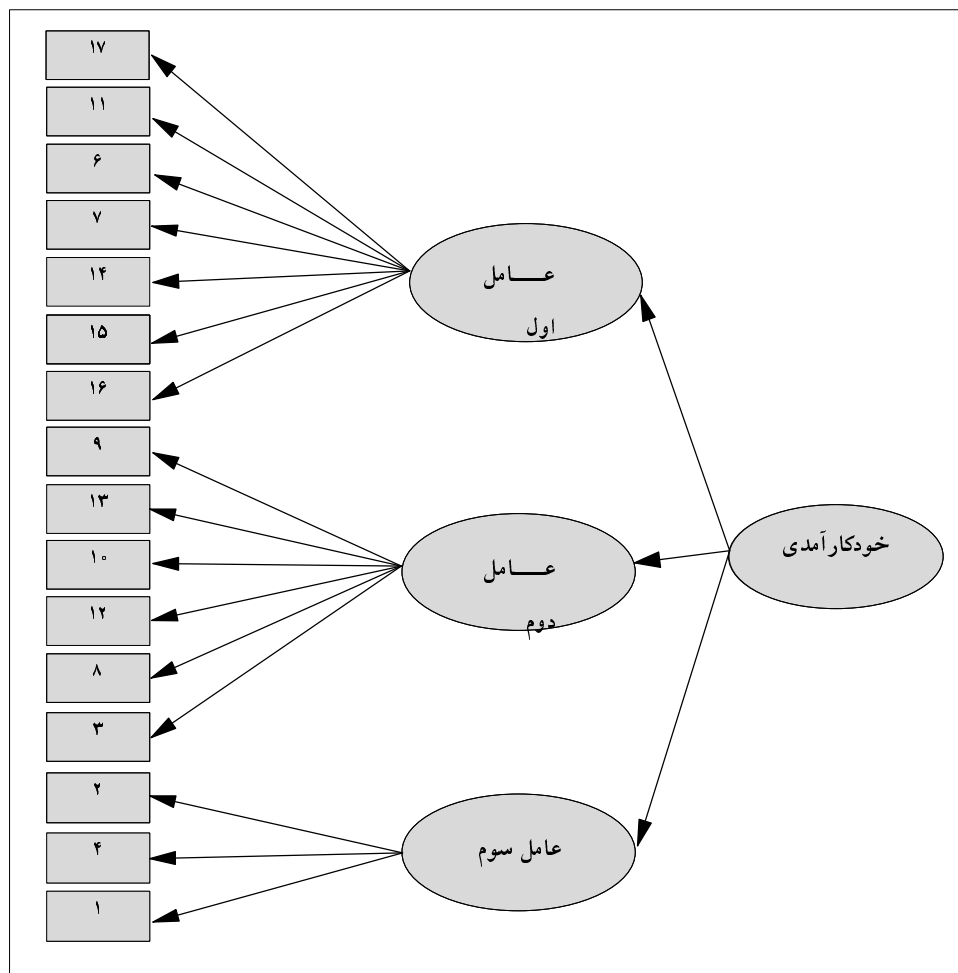 ۱۷
۱۱
۶
۷
۱۴
۱۵
۱۶
۹
۱۳
۱۰
۱۲
۸
۳
۲
۴
۱
عـــامل
اول
عـــامل
دوم
عامل سوم
خودکارآمدی